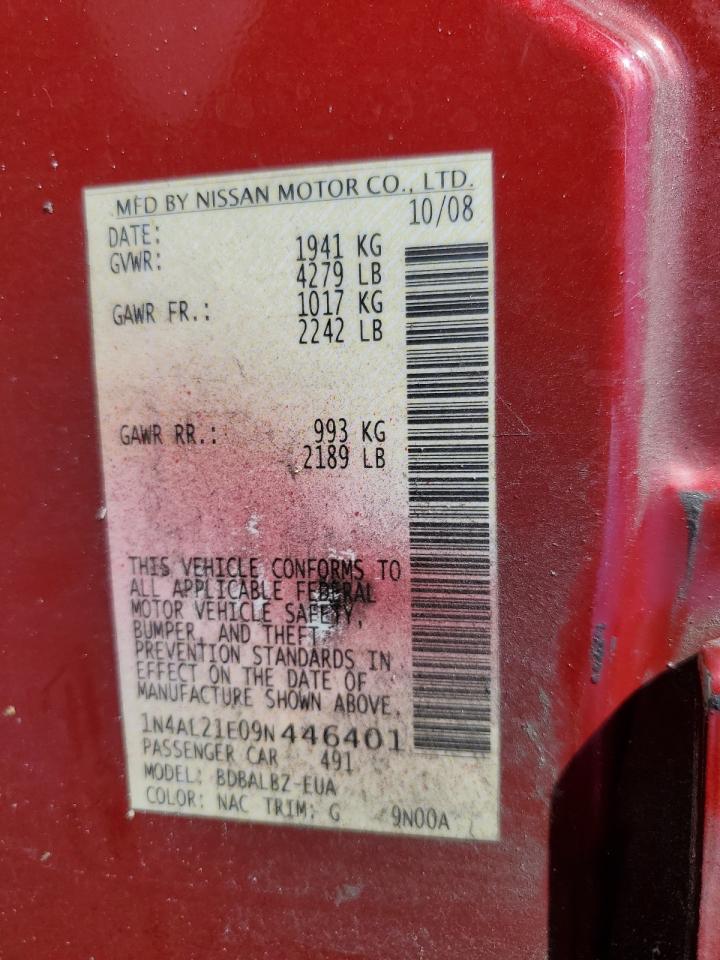 MFD BY NISSAN MOTOR CO., LTD.
DATE: 10/08
GVWR: 1941 KG
4279 LB
GAWR FR.: 1017 KG
2242 LB
GAWR RR.: 993 KG
2189 LB
THIS VEHICLE CONFORMS TO
ALL APPLICABLE FEDERAL
MOTOR VEHICLE SAFETY,
BUMPER, AND THEFT
PREVENTION STANDARDS IN
EFFECT ON THE DATE OF
MANUFACTURE SHOWN ABOVE
1N4AL21E09N446401
PASSENGER CAR 491
MODEL: BDBALBZ-EUA
COLOR: NAC TRIM: G 9N00A